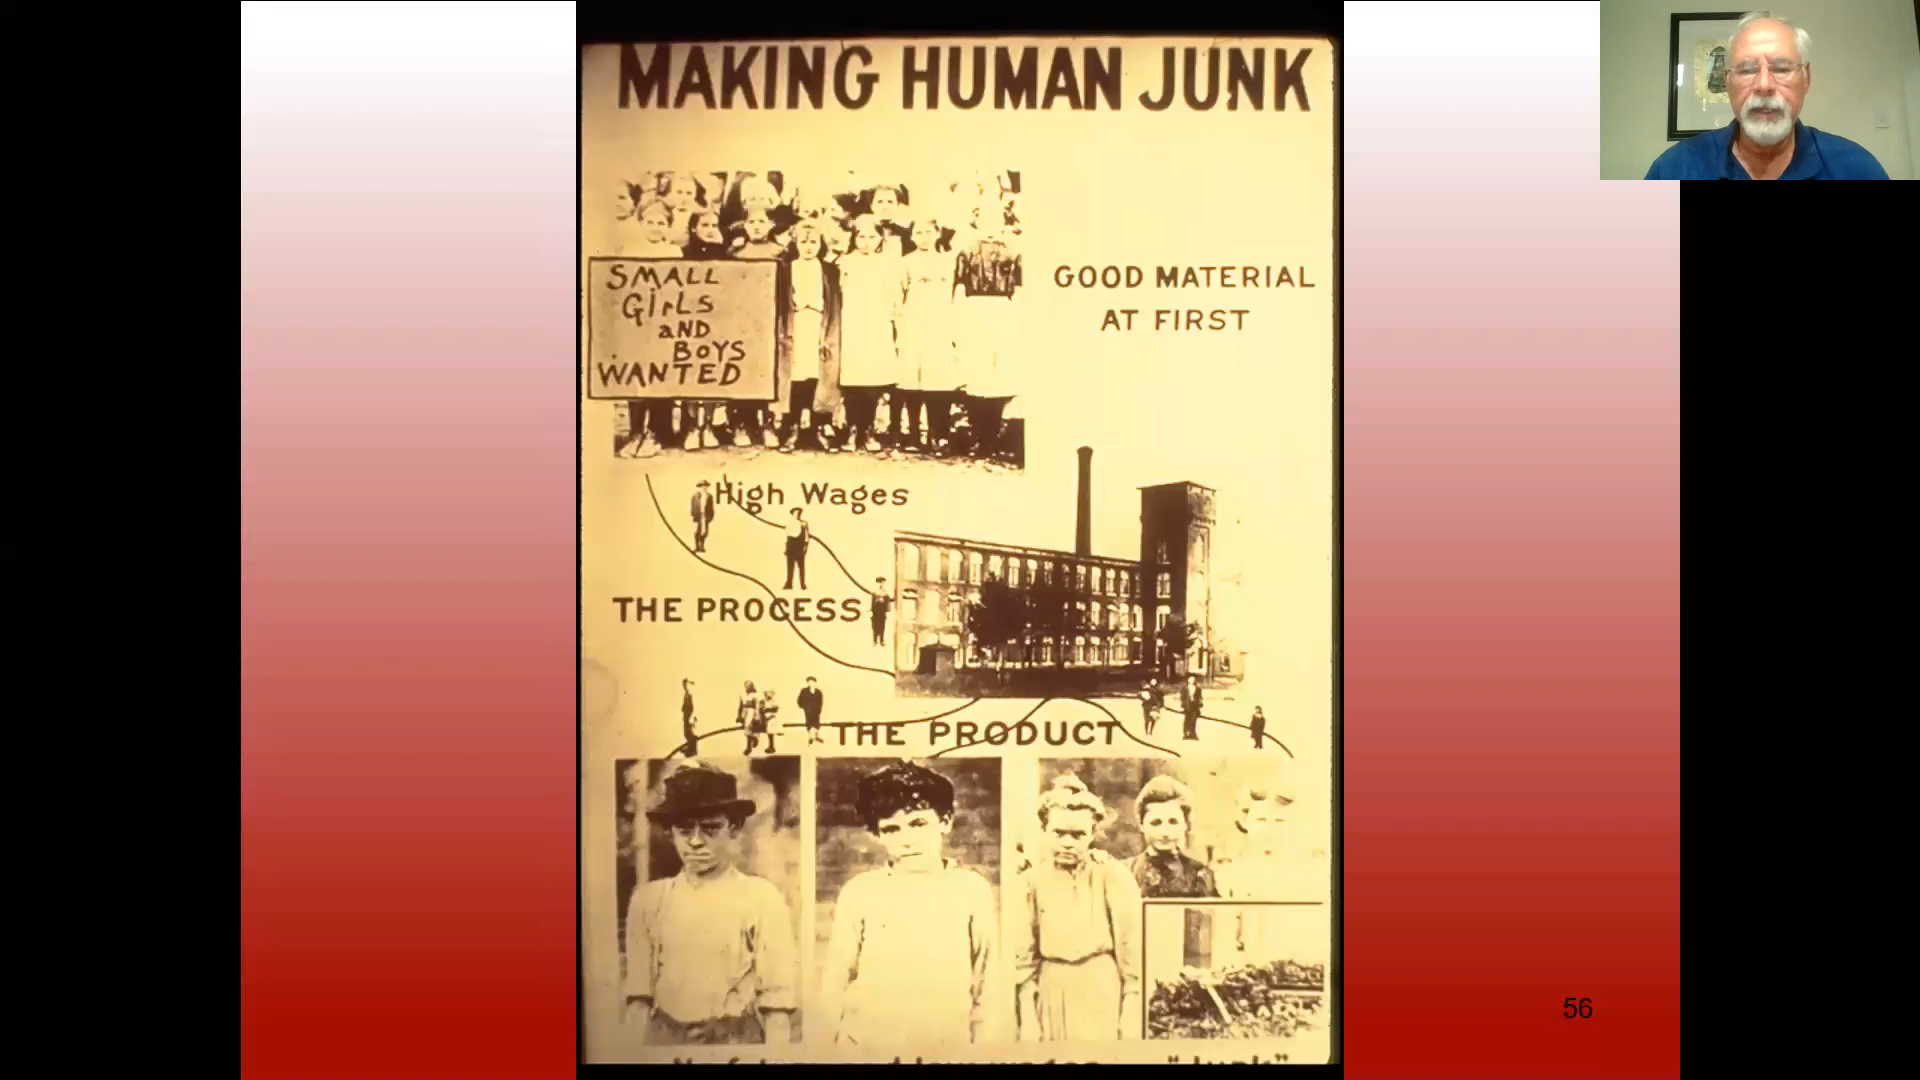 MAKING HUMAN JUNK
SMALL
GIrLS
aND
BoYS
WANTED
GOOD MATERIAL
AT FIRST
High Wages
THE PROCESS
THE PRODUCT
56